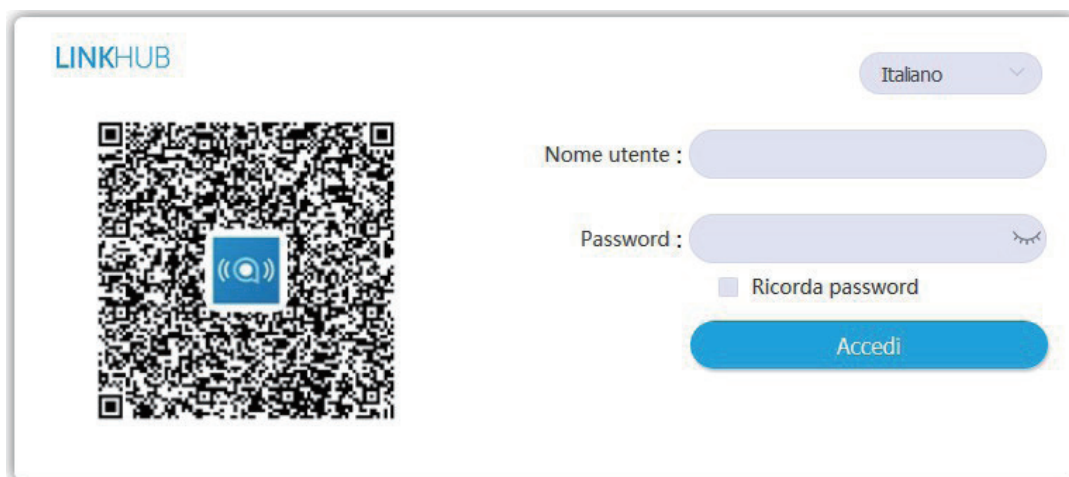 LINKHUB
Italiano
Nome utente :
Password :
Ricorda password
Accedi